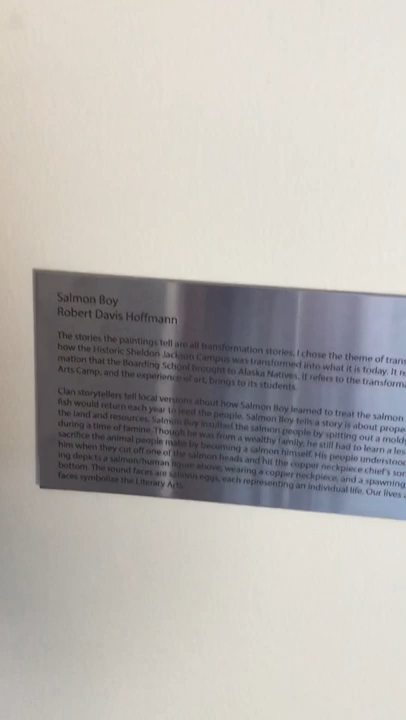 Salmon Boy
Robert Davis Hoffmann
The stories the paintings tell are all transformation stories. I chose the theme of
how the Historic Sheldon Jackson Campus was transformed into what it is today. It
mation that the Boarding School brought to Alaska Natives. It refers to the
Arts Camp, and the experience of art, brings to its students.
Clan storytellers tell local versions about how Salmon Boy learned to treat the salmon
fish would return each year to feed the people. Salmon Boy tells a story is about
the land and resources. Salmon Boy insulted the salmon people by spitting out a
during a time of famine. Though he was from a wealthy family, he still had to learn a
sacrifice the animal people made by becoming a salmon himself. His people
him when they cut off one of the salmon heads and hit the copper neckpiece chief's
ing depicts a salmon/human figure above, wearing a copper neckpiece, and a spawning
bottom. The round faces are salmon eggs, each representing an individual life. Our lives
faces symbolize the Literary Arts.